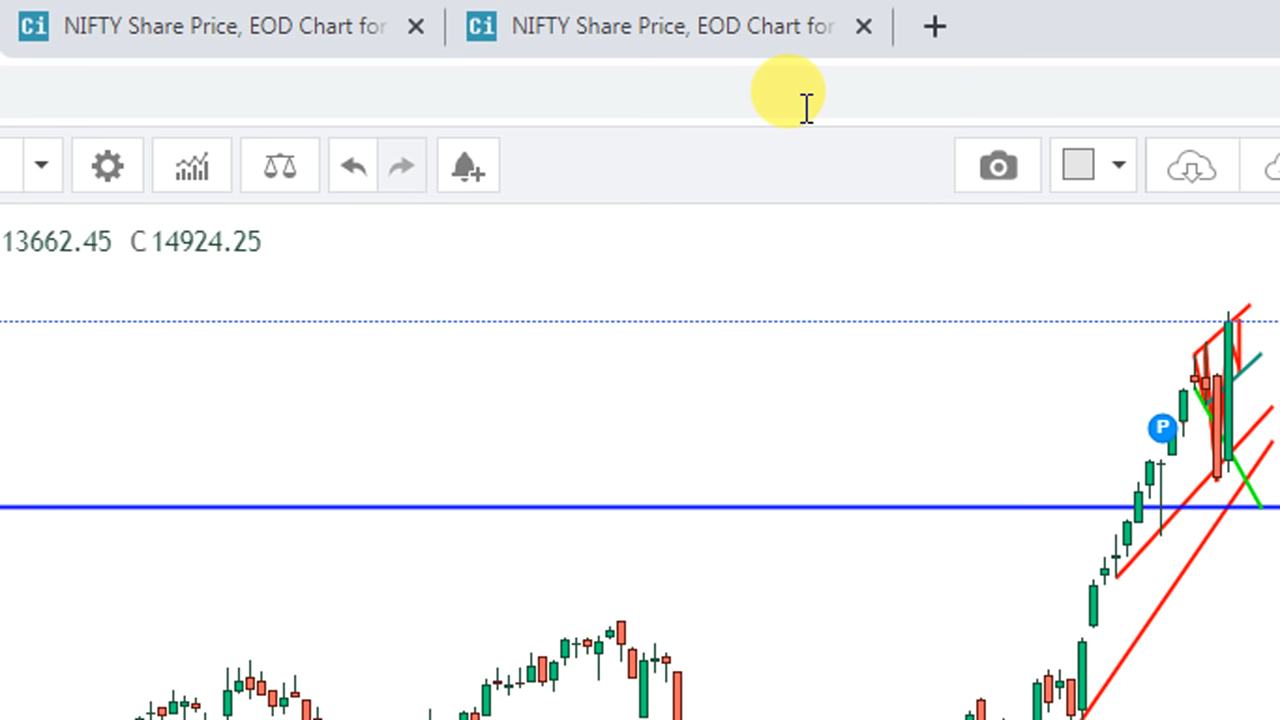 Ci NIFTY Share Price, EOD Chart for Ci NIFTY Share Price, EOD Chart for
13662.45 C 14924.25
P